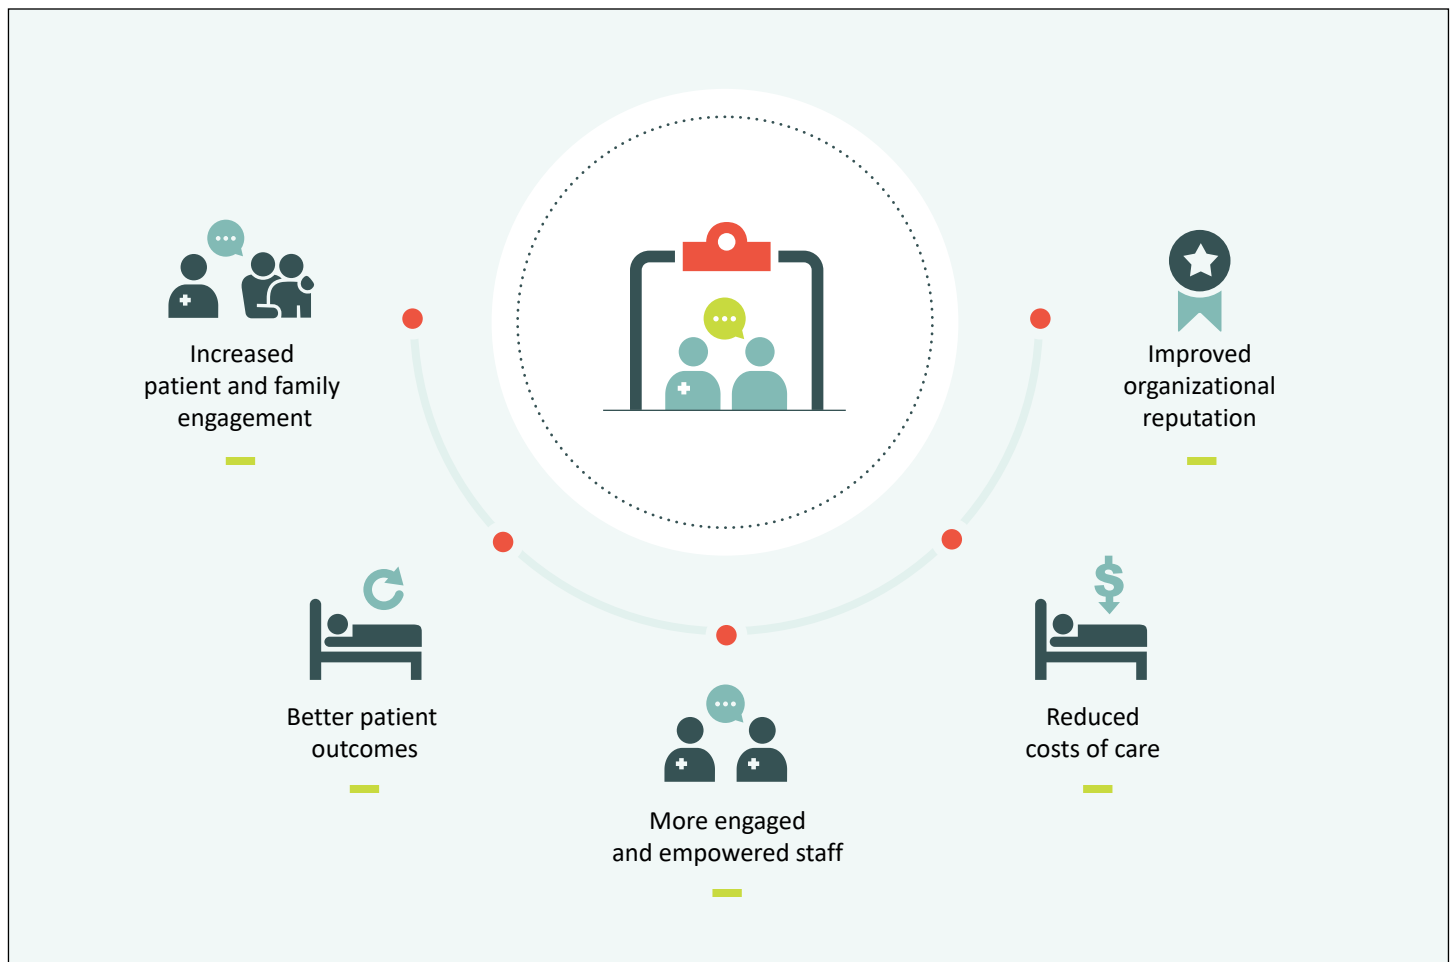 Increased
patient and family
engagement
Better patient
outcomes
More engaged
and empowered staff
Reduced
costs of care
Improved
organizational
reputation